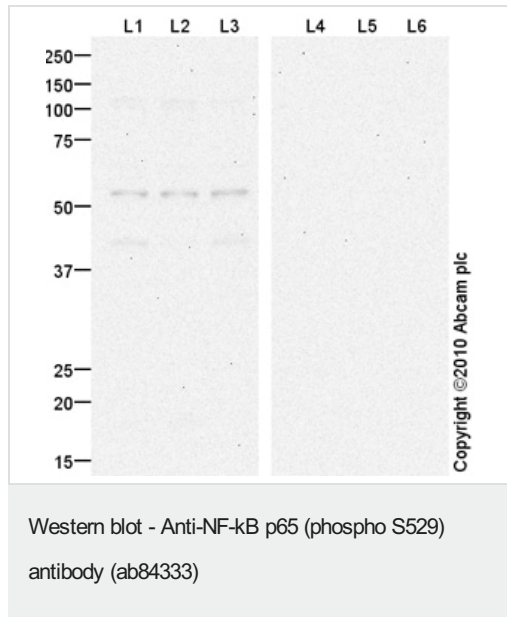 L1 L2 L3 L4 L5 L6
250
150
100
75
50
37
25
20
15
Copyright ©2010 Abcam plc
Western blot - Anti-NF-kB p65 (phospho S529)
antibody (ab84333)